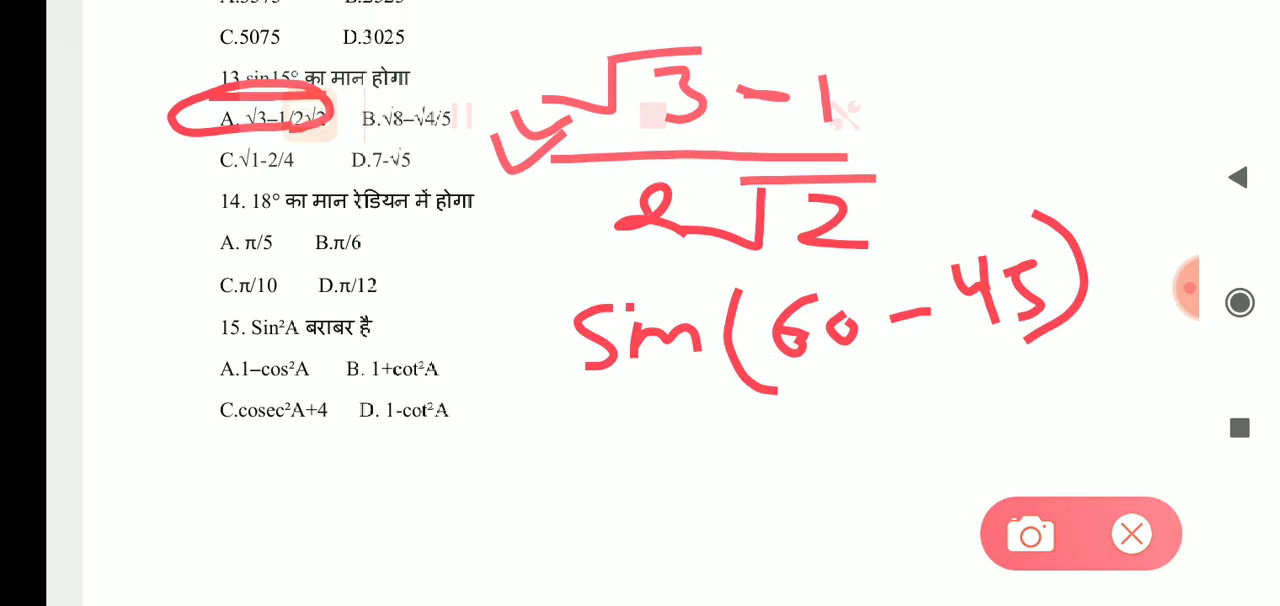 C.5075 D.3025
13.sin15° का मान होगा
A. √3–1/2√2 B.√8–√4/5
C.√1-2/4 D.7-√5
14. 18° का मान रेडियन में होगा
A. π/5 B.π/6
C.π/10 D.π/12
15. Sin²A बराबर है
A.1–cos²A B. 1+cot²A
C.cosec²A+4 D. 1-cot²A
√3 – 1
2√2
sin(60–45)